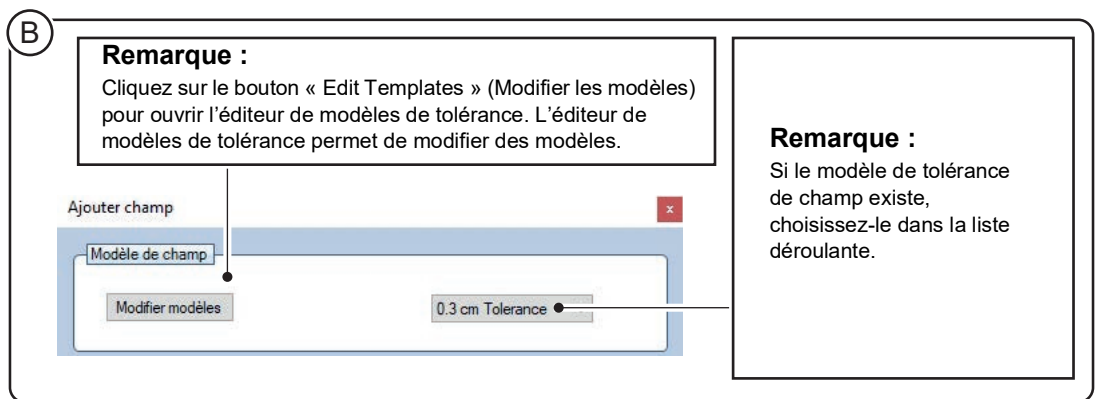 B
Remarque :
Cliquez sur le bouton « Edit Templates » (Modifier les modèles)
pour ouvrir l’éditeur de modèles de tolérance. L’éditeur de
modèles de tolérance permet de modifier des modèles.
Remarque :
Si le modèle de tolérance
de champ existe,
choisissez-le dans la liste
déroulante.
Ajouter champ
x
Modèle de champ
Modifier modèles
0.3 cm Tolerance